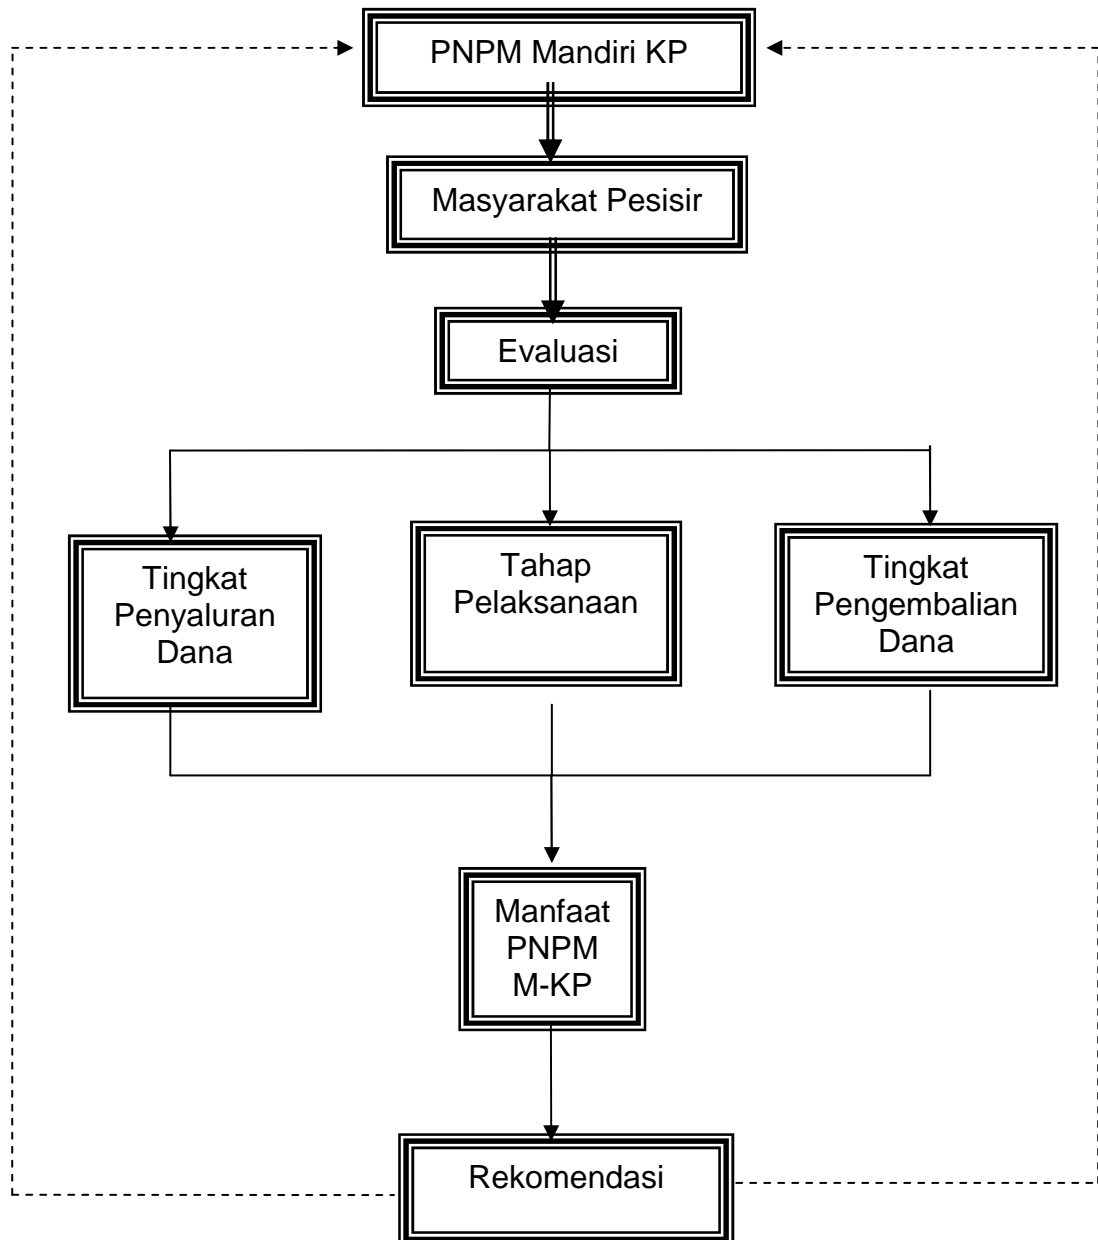 PNPM Mandiri KP
Masyarakat Pesisir
Evaluasi
Tingkat
Penyaluran
Dana
Tahap
Pelaksanaan
Tingkat
Pengembalian
Dana
Manfaat
PNPM
M-KP
Rekomendasi